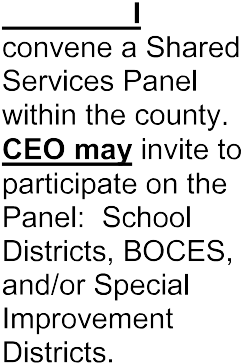 convene a Shared
Services Panel
within the county.
CEO may invite to
participate on the
Panel: School
Districts, BOCES,
and/or Special
Improvement
Districts.